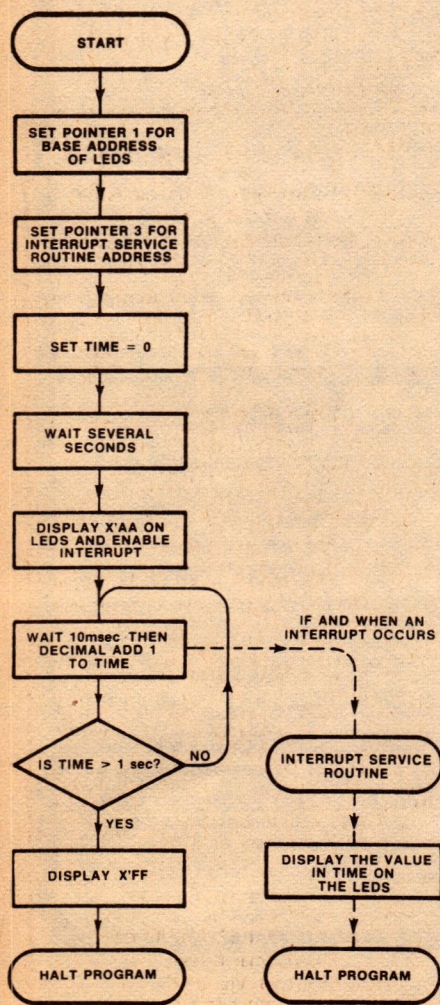 START
SET POINTER 1 FOR
BASE ADDRESS
OF LEDS
SET POINTER 3 FOR
INTERRUPT SERVICE
ROUTINE ADDRESS
SET TIME = 0
WAIT SEVERAL
SECONDS
DISPLAY X'AA ON
LEDS AND ENABLE
INTERRUPT
WAIT 10msec THEN
DECIMAL ADD 1
TO TIME
IF AND WHEN AN
INTERRUPT OCCURS
IS TIME > 1 sec?
NO
YES
INTERRUPT SERVICE
ROUTINE
DISPLAY X'FF
DISPLAY THE VALUE
IN TIME ON
THE LEDS
HALT PROGRAM
HALT PROGRAM